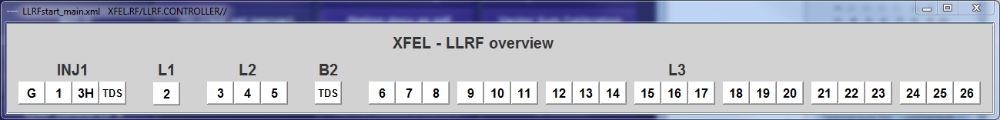 LLRFstart_main.xml XFEL.RF/LLRF.CONTROLLER//
XFEL - LLRF overview
INJ1 L1 L2 B2 L3
G 1 3H TDS 2 3 4 5 TDS 6 7 8 9 10 11 12 13 14 15 16 17 18 19 20 21 22 23 24 25 26